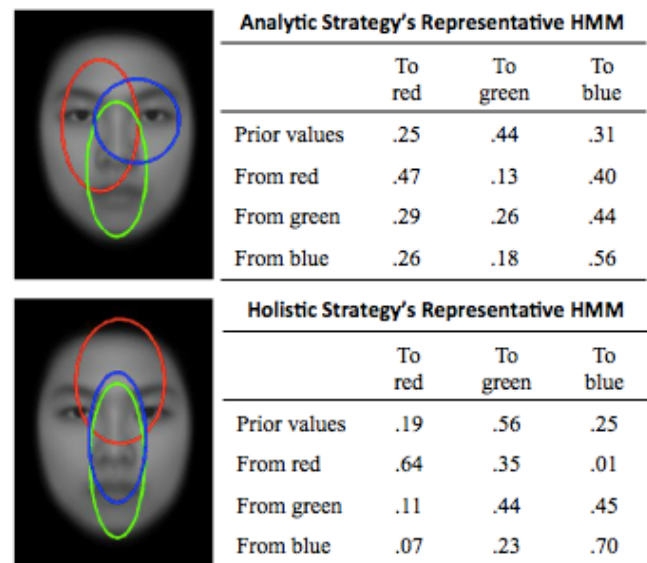 Analytic Strategy's Representative HMM
To To To
red green blue
Prior values .25 .44 .31
From red .47 .13 .40
From green .29 .26 .44
From blue .26 .18 .56
Holistic Strategy's Representative HMM
To To To
red green blue
Prior values .19 .56 .25
From red .64 .35 .01
From green .11 .44 .45
From blue .07 .23 .70